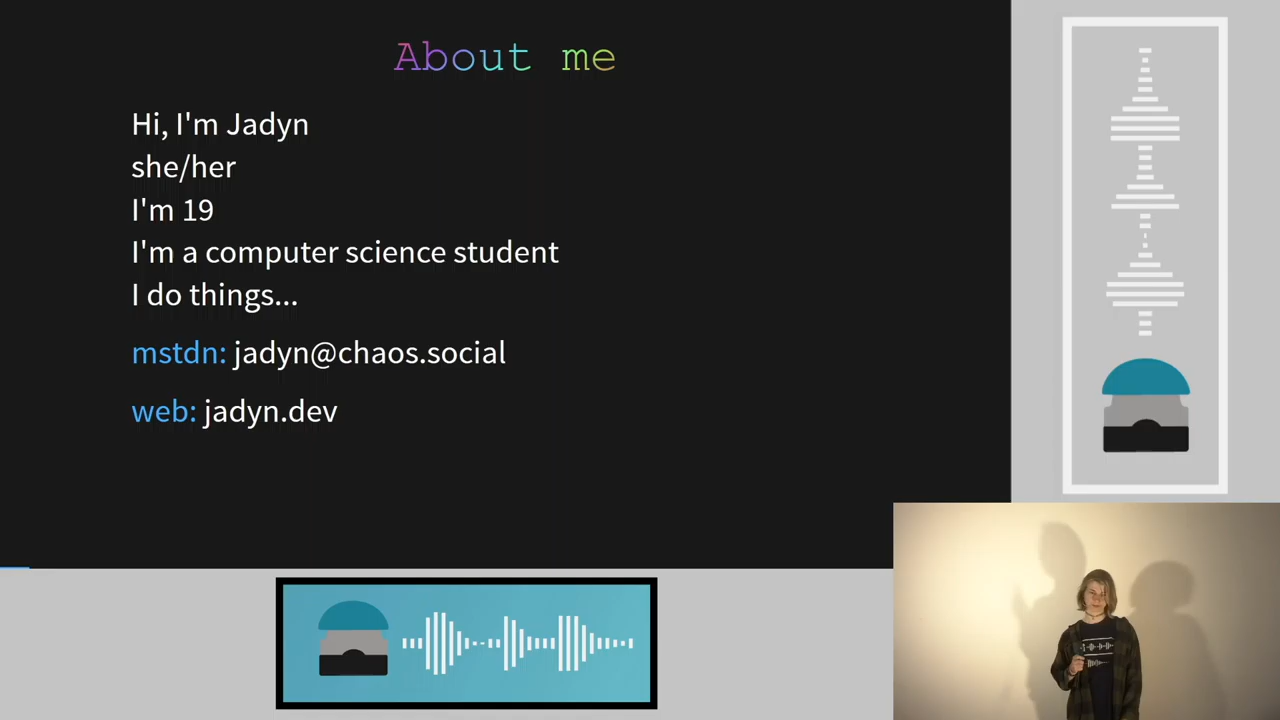 About me
Hi, I'm Jadyn
she/her
I'm 19
I'm a computer science student
I do things...
mstdn: jadyn@chaos.social
web: jadyn.dev